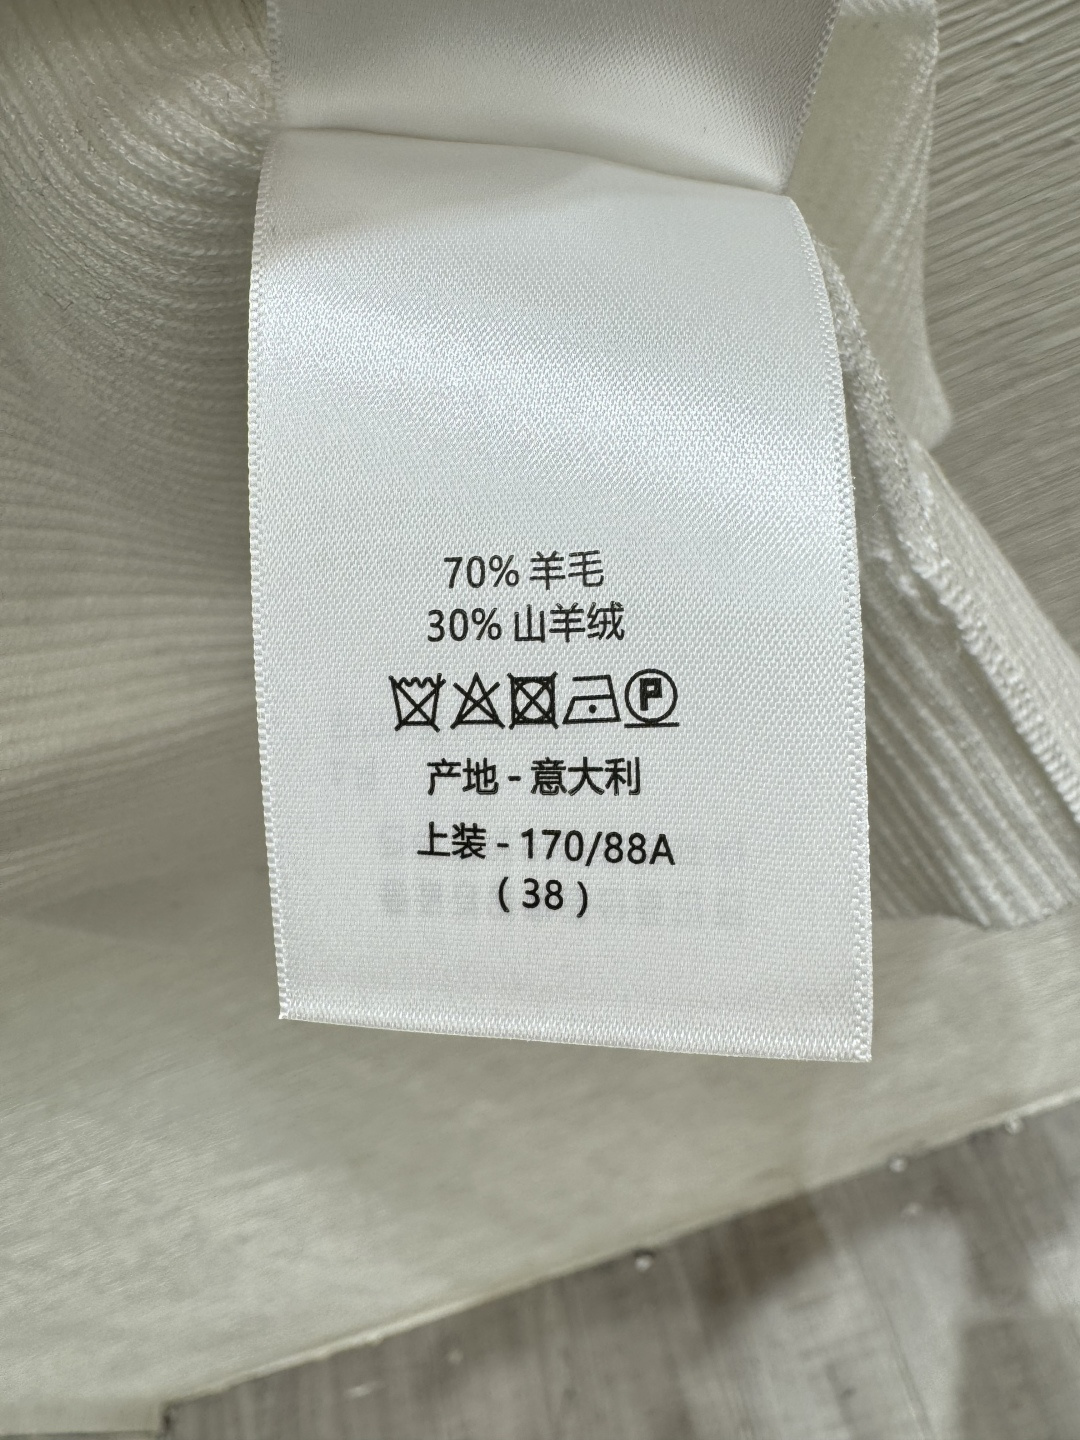 70% 羊毛
30% 山羊绒
P
产地 - 意大利
上装 - 170/88A
( 38 )